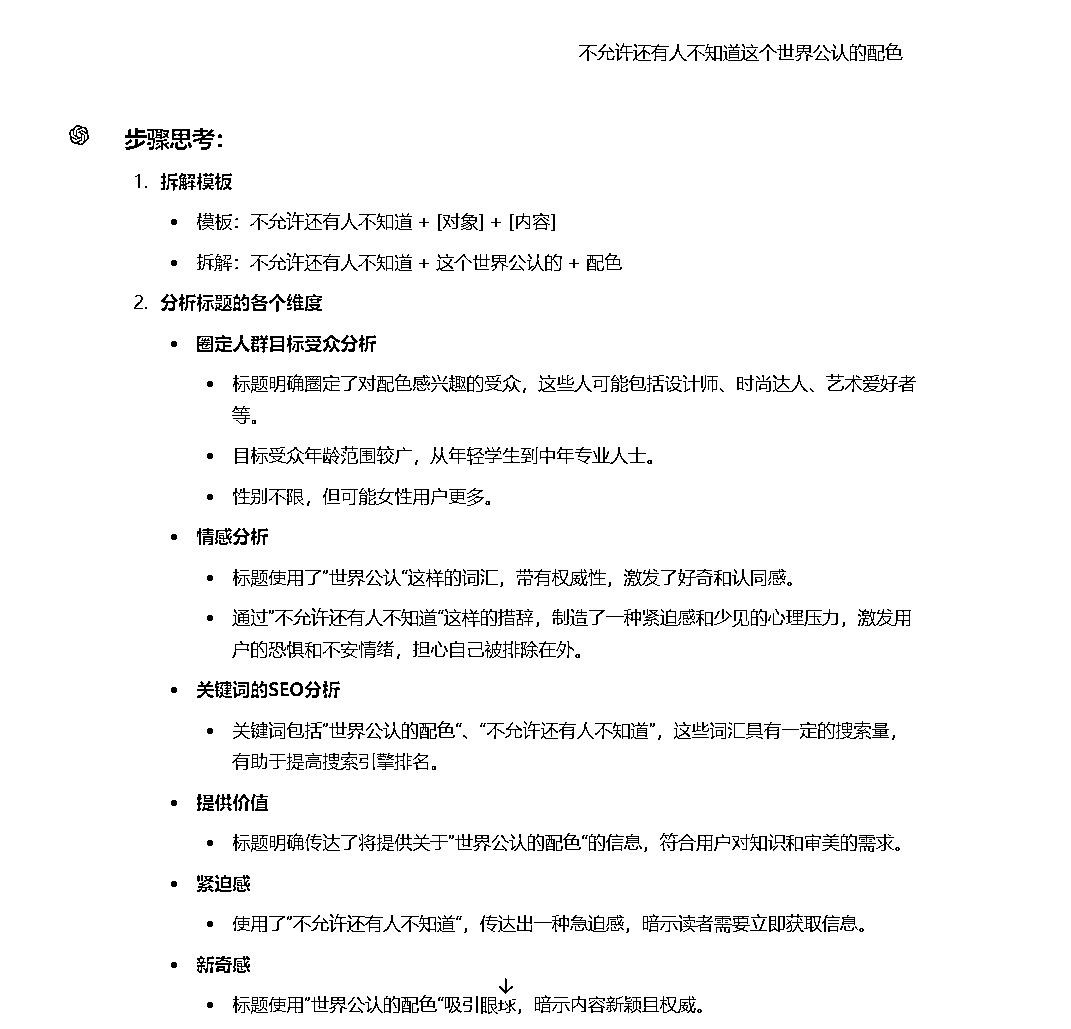 不允许还有人不知道这个世界公认的配色
步骤思考：
1. 拆解模板
• 模板：不允许还有人不知道 + [对象] + [内容]
• 拆解：不允许还有人不知道 + 这个世界公认的 + 配色
2. 分析标题的各个维度
• 圈定人群目标受众分析
• 标题明确圈定了对配色感兴趣的受众，这些人可能包括设计师、时尚达人、艺术爱好者
等。
• 目标受众年龄范围较广，从年轻学生到中年专业人士。
• 性别不限，但可能女性用户更多。
• 情感分析
• 标题使用了"世界公认"这样的词汇，带有权威性，激发了好奇和认同感。
• 通过"不允许还有人不知道"这样的措辞，制造了一种紧迫感和少见的心理压力，激发用
户的恐惧和不安情绪，担心自己被排除在外。
• 关键词的SEO分析
• 关键词包括"世界公认的配色"、"不允许还有人不知道"，这些词汇具有一定的搜索量，
有助于提高搜索引擎排名。
• 提供价值
• 标题明确传达了将提供关于"世界公认的配色"的信息，符合用户对知识和审美的需求。
• 紧迫感
• 使用了"不允许还有人不知道"，传达出一种急迫感，暗示读者需要立即获取信息。
• 新奇感
• 标题使用"世界公认的配色"吸引眼球，暗示内容新颖且权威。